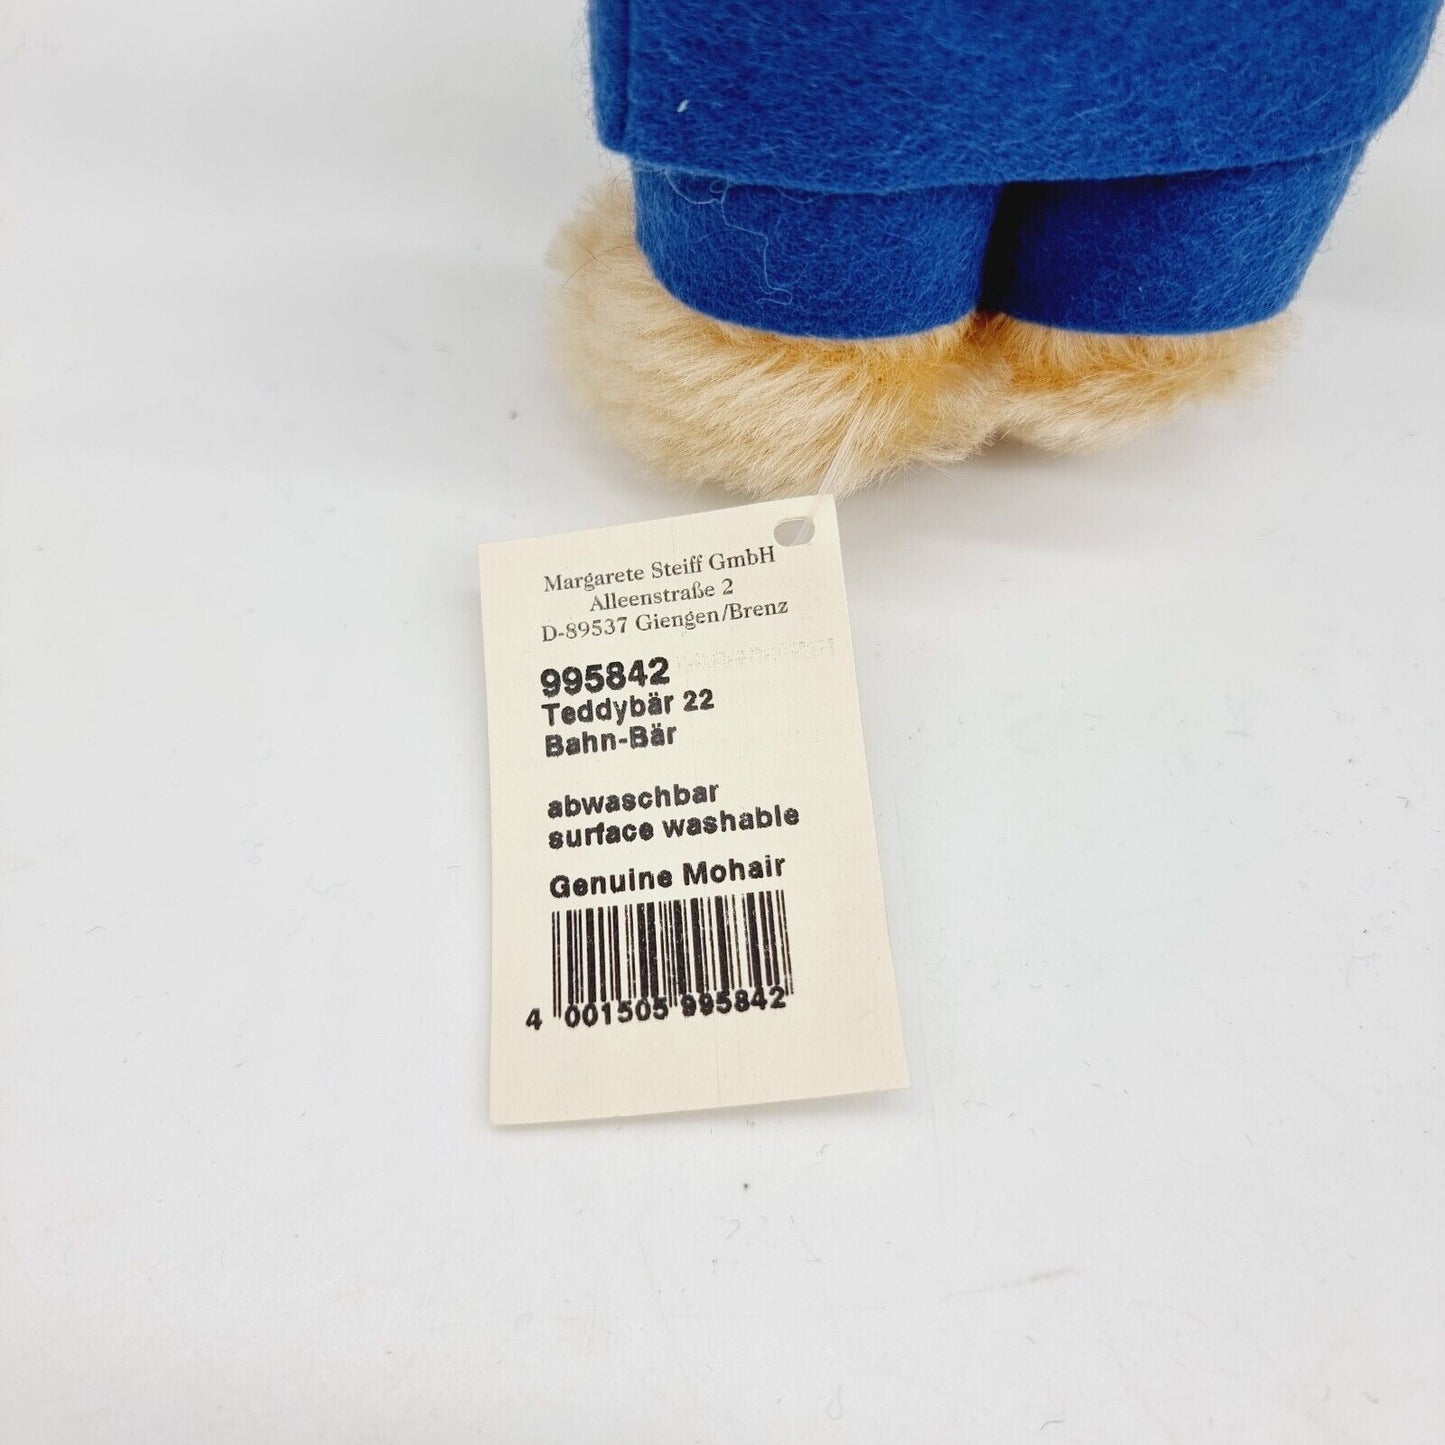 Margarete Steiff GmbH
Alleenstraße 2
D-89537 Giengen/Brenz
995842
Teddybär 22
Bahn-Bär
abwaschbar
surface washable
Genuine Mohair
4 001505 995842